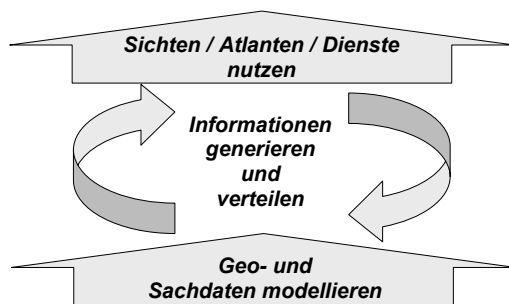 Sichten / Atlanten / Dienste
nutzen
Informationen
generieren
und
verteilen
Geo- und
Sachdaten modellieren